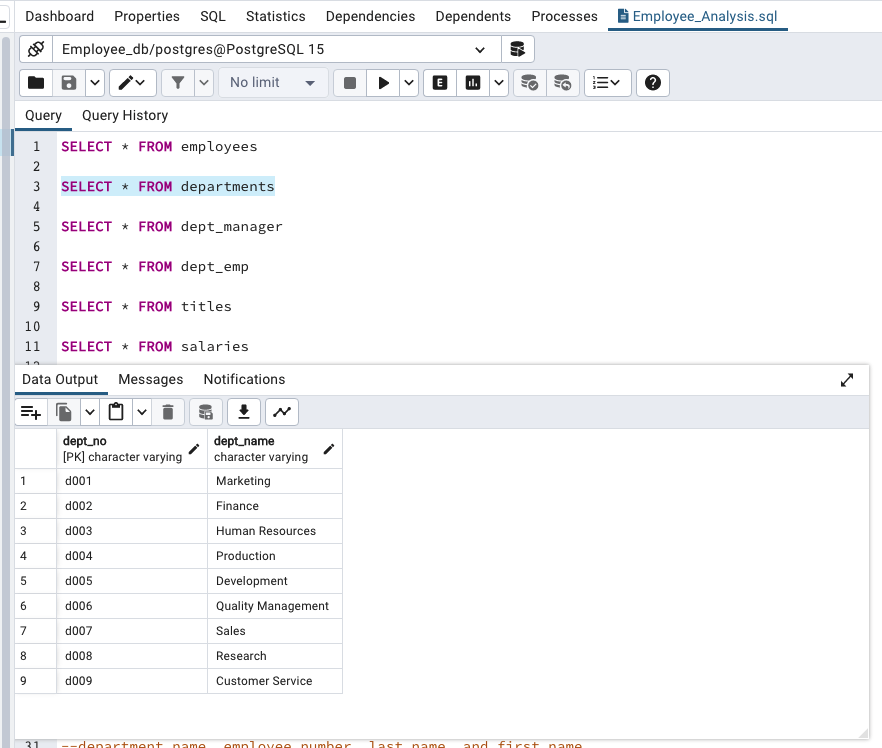 Dashboard Properties SQL Statistics Dependencies Dependents Processes Employee_Analysis.sql
Employee_db/postgres@PostgreSQL 15
No limit E
Query Query History
1 SELECT * FROM employees
2
3 SELECT * FROM departments
4
5 SELECT * FROM dept_manager
6
7 SELECT * FROM dept_emp
8
9 SELECT * FROM titles
10
11 SELECT * FROM salaries
Data Output Messages Notifications
dept_no dept_name
[PK] character varying character varying
1 d001 Marketing
2 d002 Finance
3 d003 Human Resources
4 d004 Production
5 d005 Development
6 d006 Quality Management
7 d007 Sales
8 d008 Research
9 d009 Customer Service
31 --department name, employee number, last name, and first name